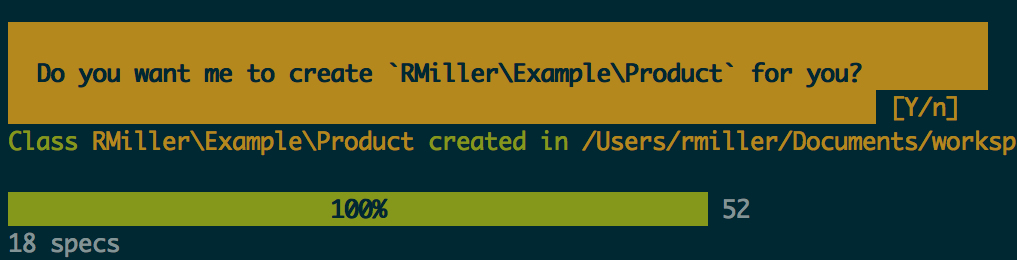 Do you want me to create `RMiller\Example\Product` for you?
[Y/n]
Class RMiller\Example\Product created in /Users/rmiller/Documents/worksp
100% 52
18 specs